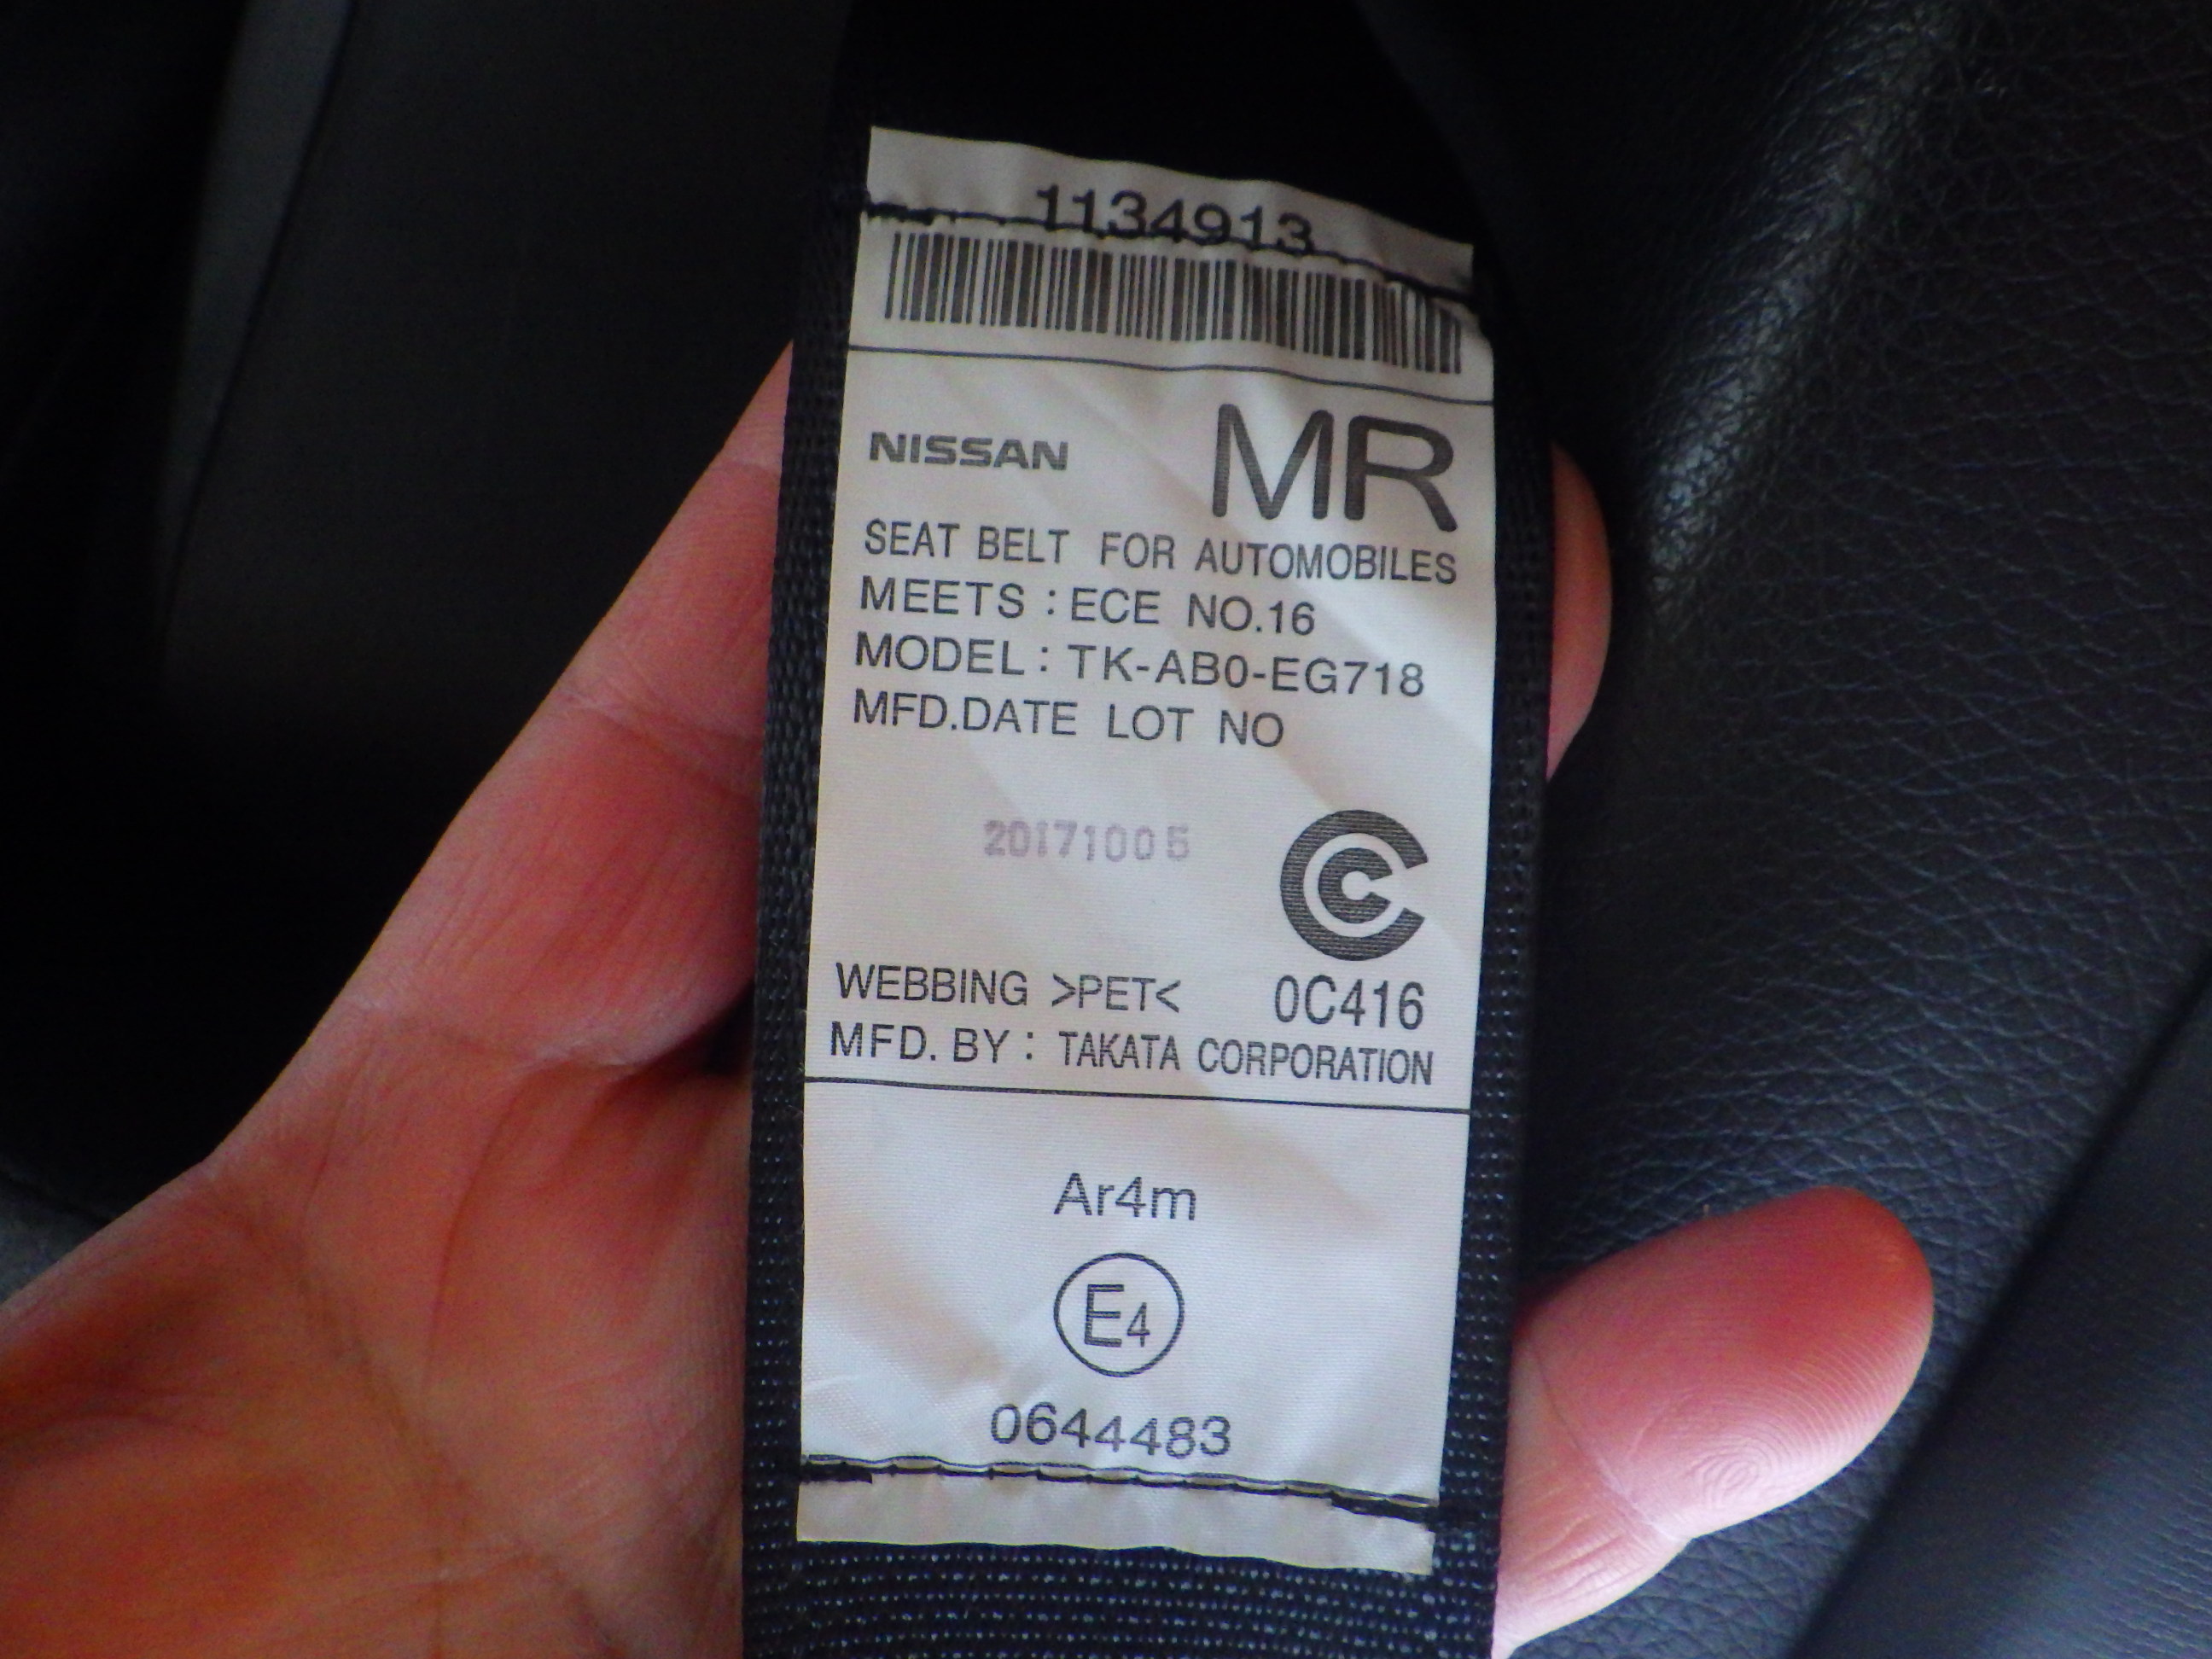 1134913
NISSAN MR
SEAT BELT FOR AUTOMOBILES
MEETS : ECE NO.16
MODEL : TK-AB0-EG718
MFD.DATE LOT NO
20171005
WEBBING >PET< 0C416
MFD. BY : TAKATA CORPORATION
Ar4m
E4
0644483